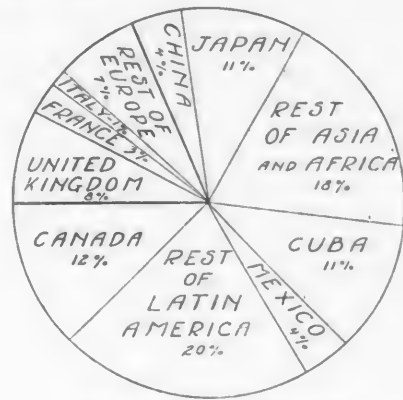 CHINA
4%
JAPAN
11%
REST
OF ASIA
AND AFRICA
18%
CUBA
11%
MEXICO
4%
REST
OF
LATIN
AMERICA
20%
CANADA
12%
UNITED
KINGDOM
8%
FRANCE 3%
ITALY
REST OF
EUROPE
7%